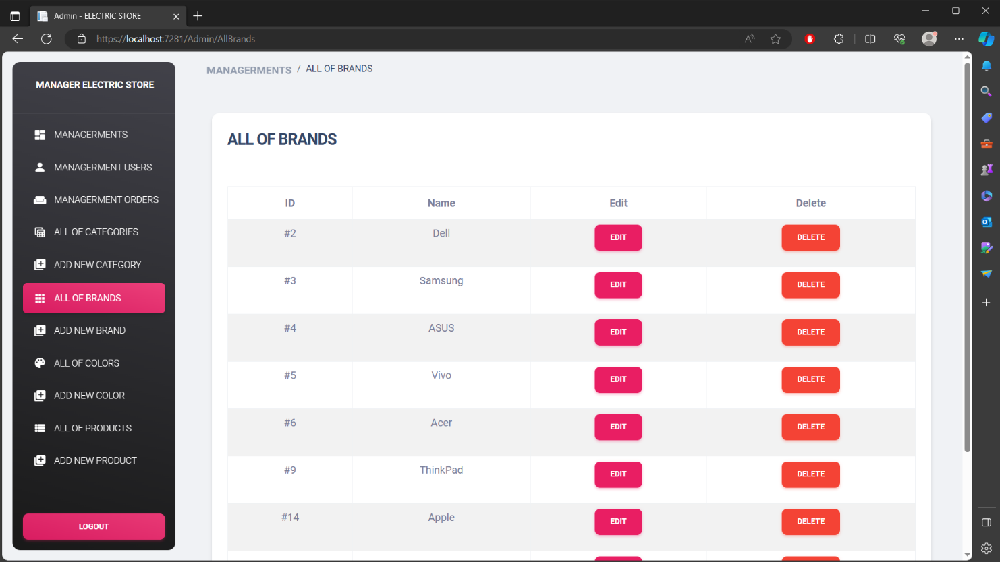 Admin - ELECTRIC STORE
https://localhost:7281/Admin/AllBrands
MANAGER ELECTRIC STORE
MANAGERMENTS
MANAGERMENT USERS
MANAGERMENT ORDERS
ALL OF CATEGORIES
ADD NEW CATEGORY
ALL OF BRANDS
ADD NEW BRAND
ALL OF COLORS
ADD NEW COLOR
ALL OF PRODUCTS
ADD NEW PRODUCT
LOGOUT
MANAGERMENTS / ALL OF BRANDS
ALL OF BRANDS
ID Name Edit Delete
#2 Dell EDIT DELETE
#3 Samsung EDIT DELETE
#4 ASUS EDIT DELETE
#5 Vivo EDIT DELETE
#6 Acer EDIT DELETE
#9 ThinkPad EDIT DELETE
#14 Apple EDIT DELETE